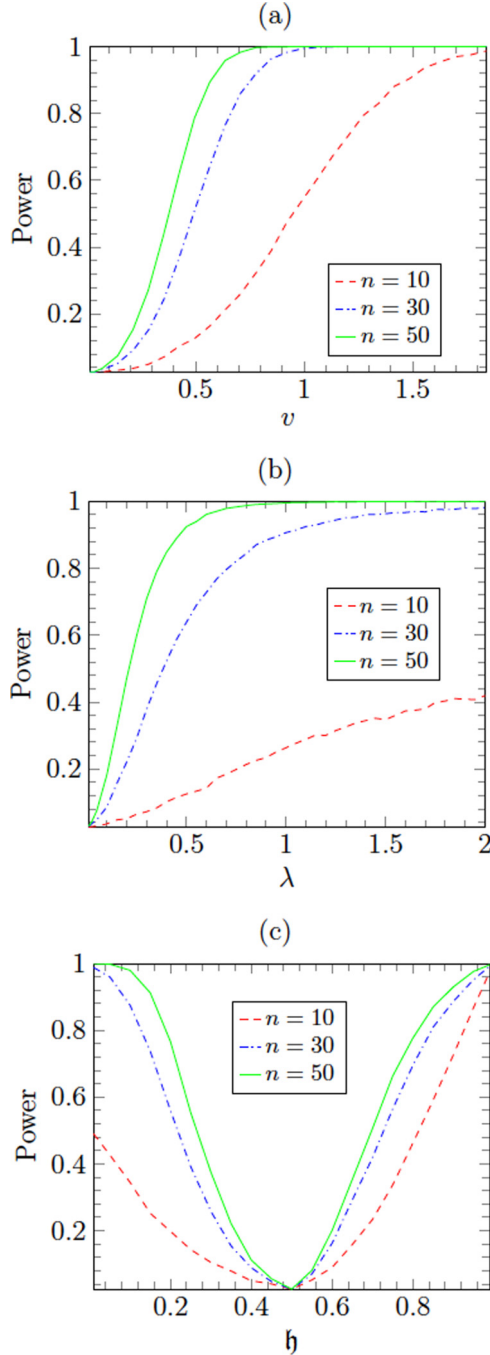 (a)
1
0.8
0.6
0.4
0.2
Power
n = 10
n = 30
n = 50
0.5 1 1.5
v
(b)
1
0.8
0.6
0.4
0.2
Power
n = 10
n = 30
n = 50
0.5 1 1.5 2
λ
(c)
1
0.8
0.6
0.4
0.2
Power
n = 10
n = 30
n = 50
0.2 0.4 0.6 0.8
𝔥